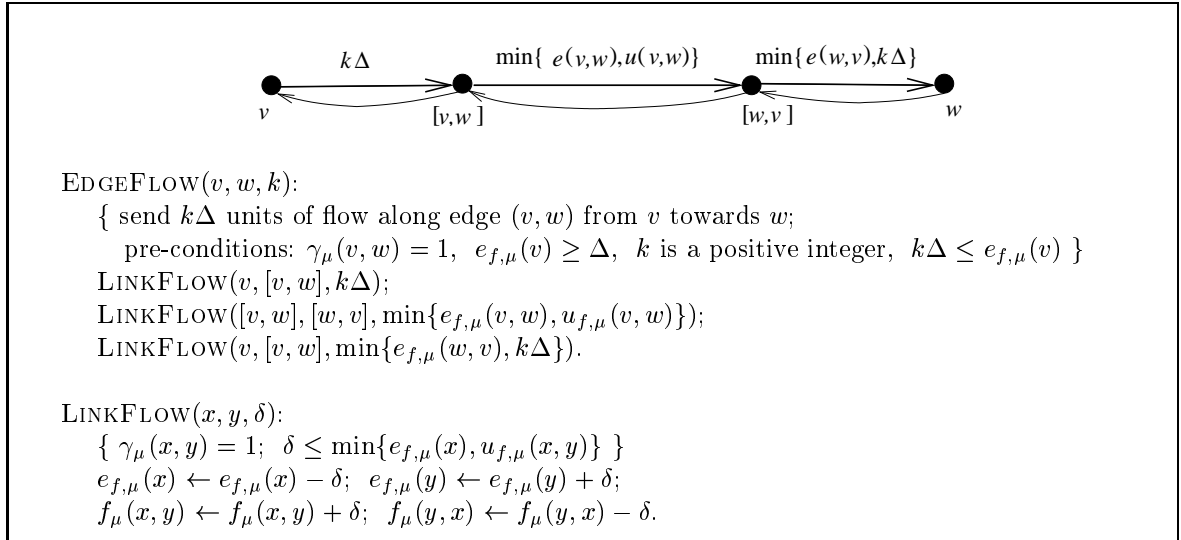 kΔ min{ e(v,w),u(v,w)} min{e(w,v),kΔ}
v [v,w ] [w,v ] w
EDGEFLOW(v, w, k):
{ send kΔ units of flow along edge (v, w) from v towards w;
pre-conditions: γ_μ(v, w) = 1, e_{f,μ}(v) ≥ Δ, k is a positive integer, kΔ ≤ e_{f,μ}(v) }
LINKFLOW(v, [v, w], kΔ);
LINKFLOW([v, w], [w, v], min{e_{f,μ}(v, w), u_{f,μ}(v, w)});
LINKFLOW(v, [v, w], min{e_{f,μ}(w, v), kΔ}).
LINKFLOW(x, y, δ):
{ γ_μ(x, y) = 1; δ ≤ min{e_{f,μ}(x), u_{f,μ}(x, y)} }
e_{f,μ}(x) ← e_{f,μ}(x) − δ; e_{f,μ}(y) ← e_{f,μ}(y) + δ;
f_μ(x, y) ← f_μ(x, y) + δ; f_μ(y, x) ← f_μ(y, x) − δ.